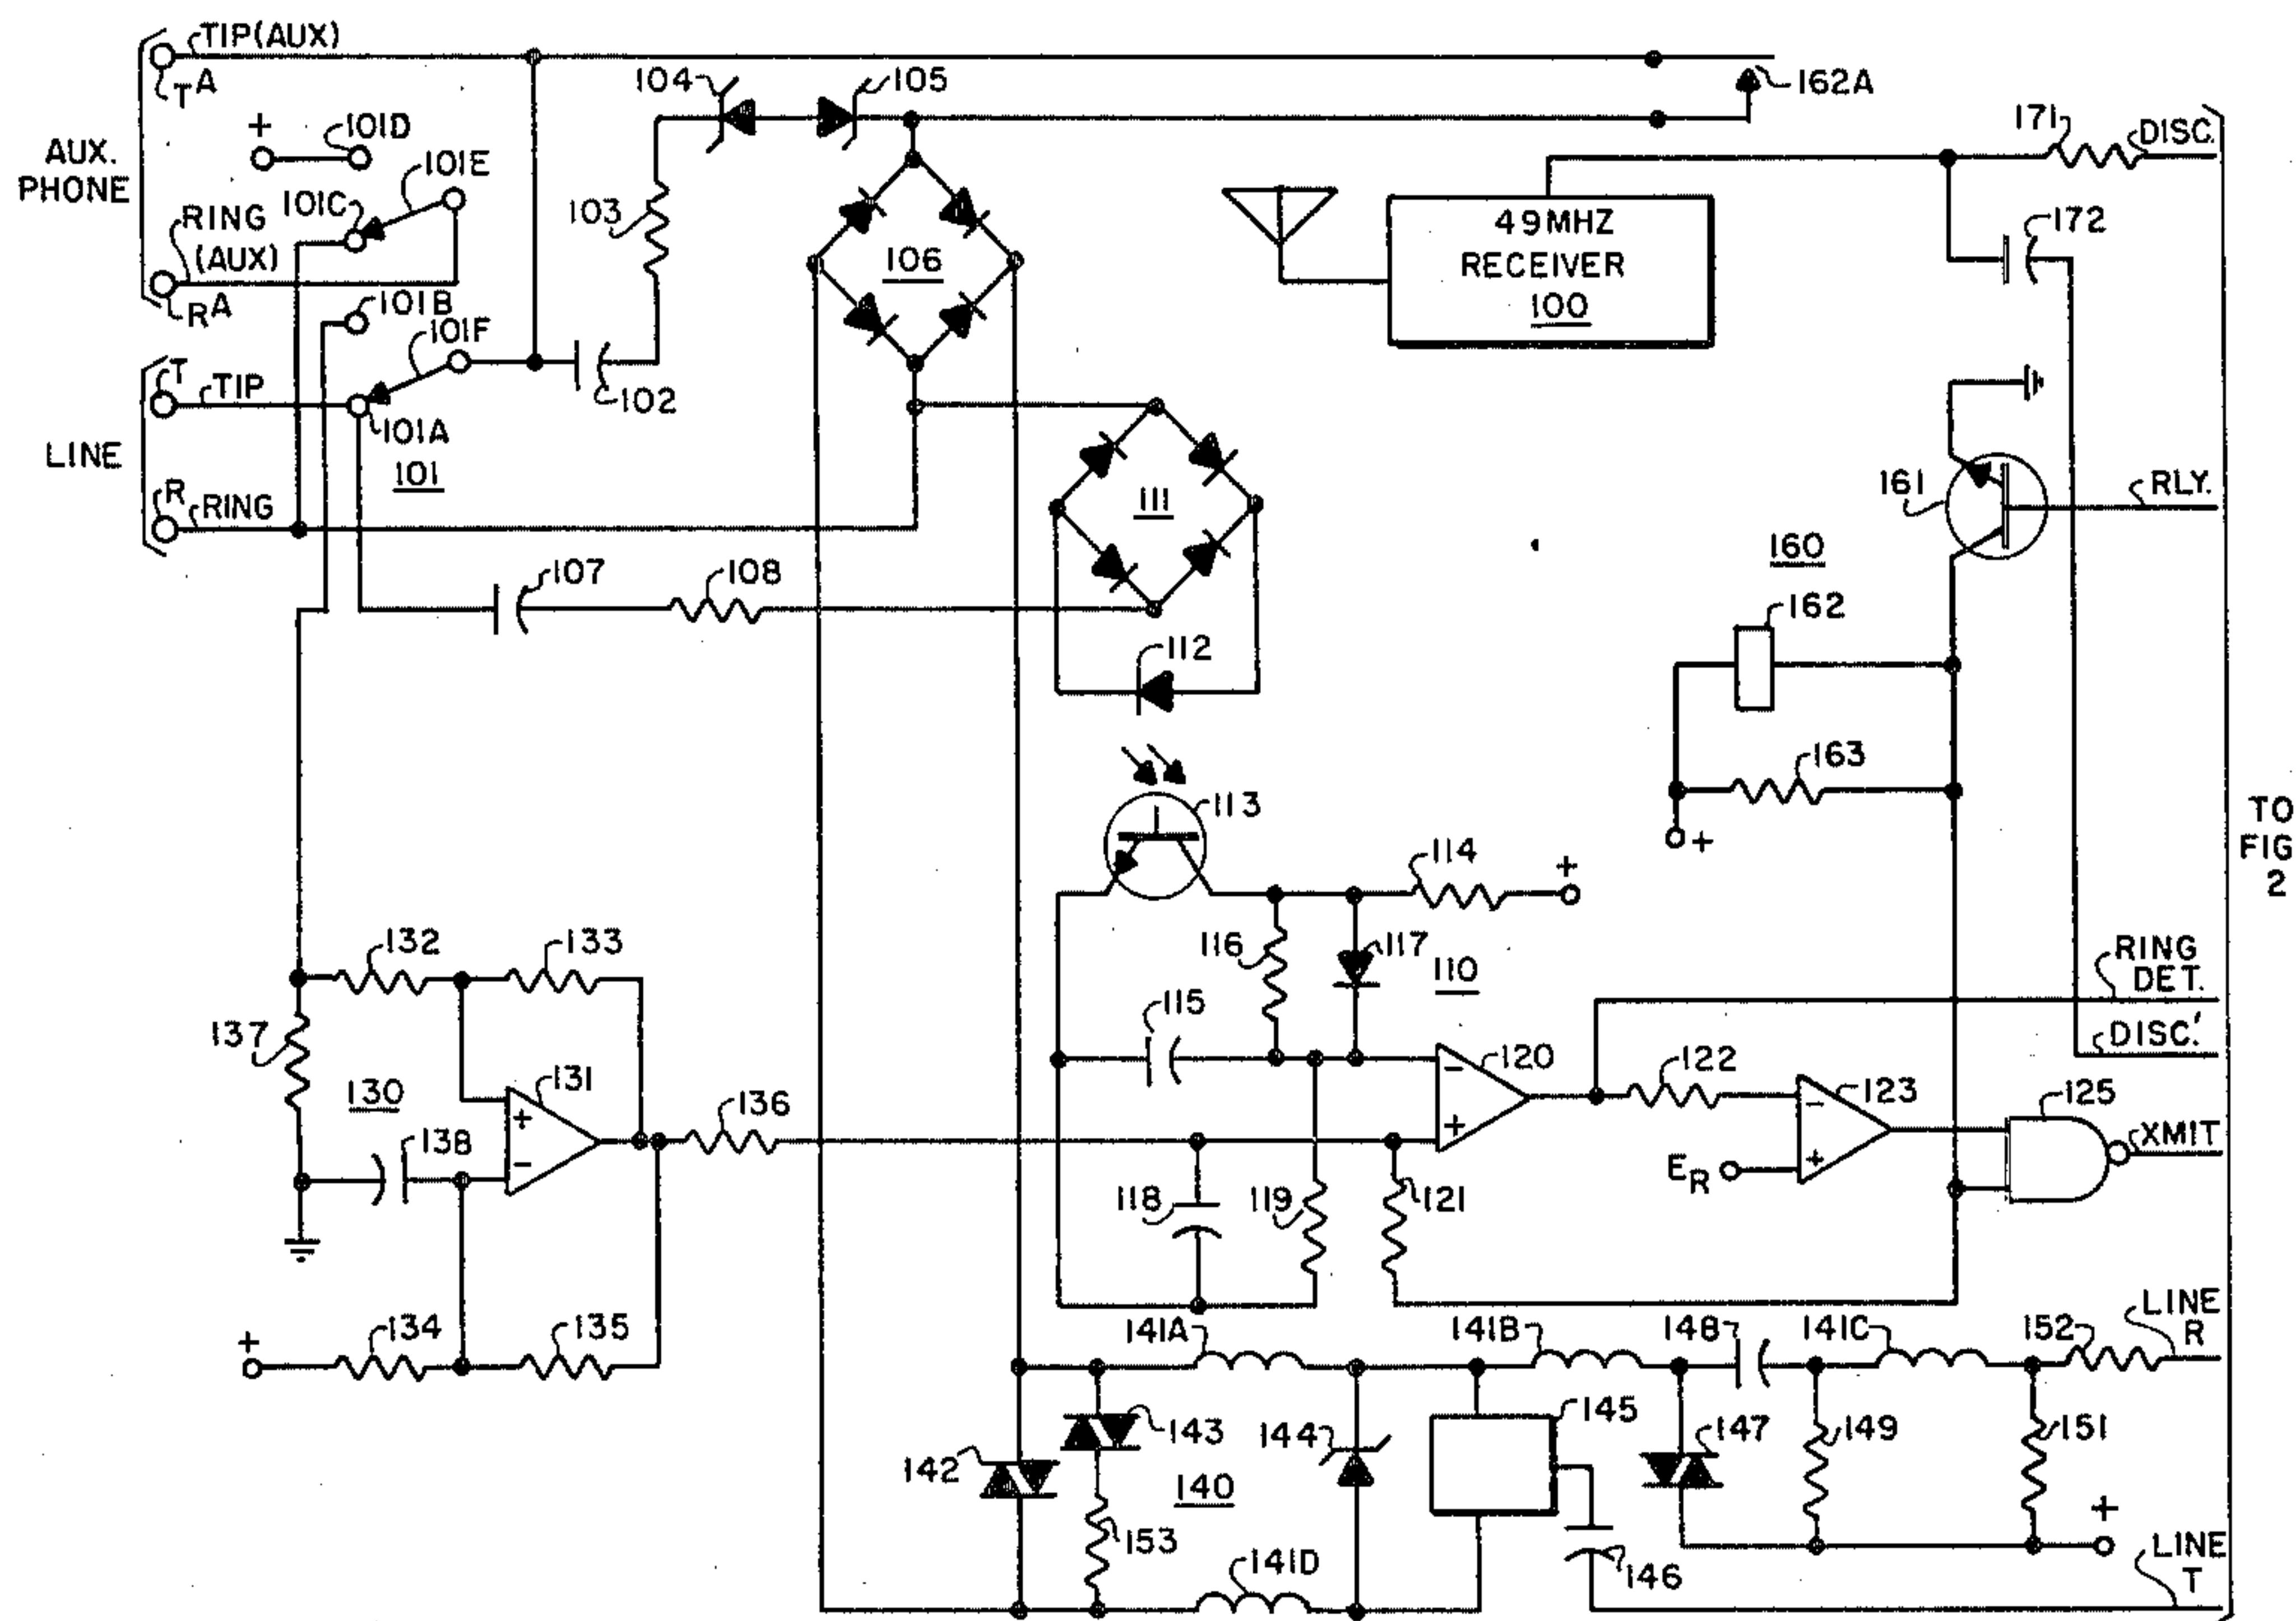 TIP(AUX)
T A
AUX.
PHONE
+
101D
101E
101C
RING
(AUX)
R A
101B
101F
T
TIP
101A
101
LINE
R
RING
104
105
103
106
102
162A
171
DISC.
172
49MHZ
RECEIVER
100
111
107
108
112
161
RLY.
160
162
163
+
113
114
+
116
117
110
115
TO
FIG
2
RING
DET.
DISC.'
132
133
137
130
131
+
-
138
136
120
-
+
122
123
-
+
125
XMIT
E R
118
119
121
+
134
135
141A
141B
148
141C
152
LINE
R
143
144
145
147
149
151
142
140
153
141D
146
+
LINE
T